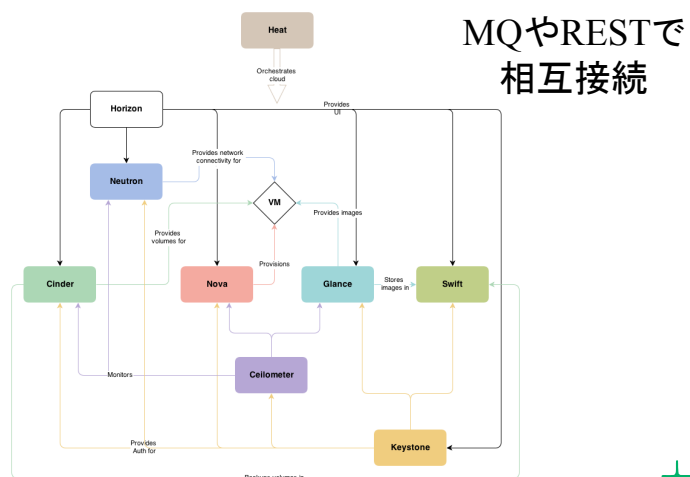 Heat
MQやRESTで
相互接続
Orchestrates
cloud
Horizon
Provides
UI
Neutron
Provides network
connectivity for
VM
Provides images
Provides
volumes for
Provisions
Cinder
Nova
Glance
Stores
images in
Swift
Monitors
Ceilometer
Provides
Auth for
Keystone